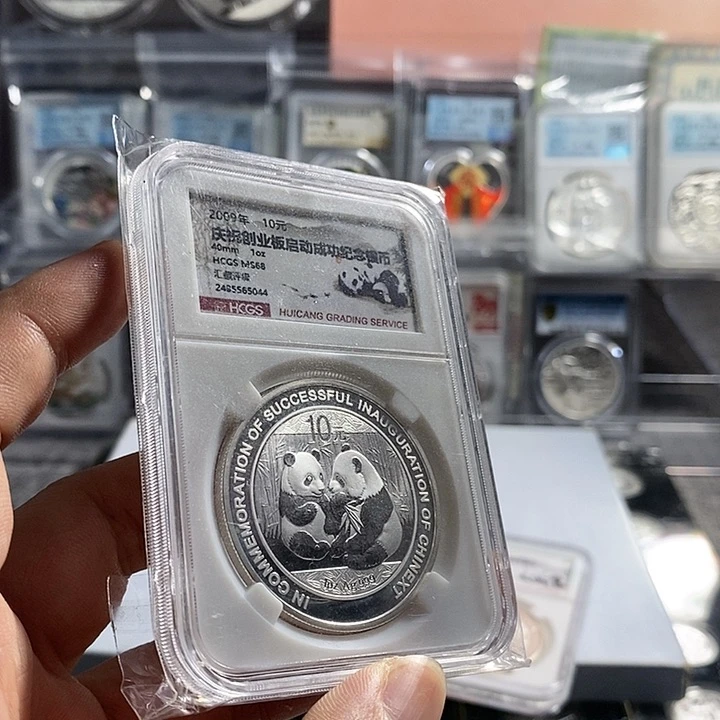 2009年 10元
庆祝创业板启动成功纪念银币
40mm 1oz
HCGS MS68
汇藏评级
2485565044
HCGS HUICANG GRADING SERVICE
IN COMMEMORATION OF SUCCESSFUL INAUGURATION OF CHINEXT
10元
1oz Ag .999